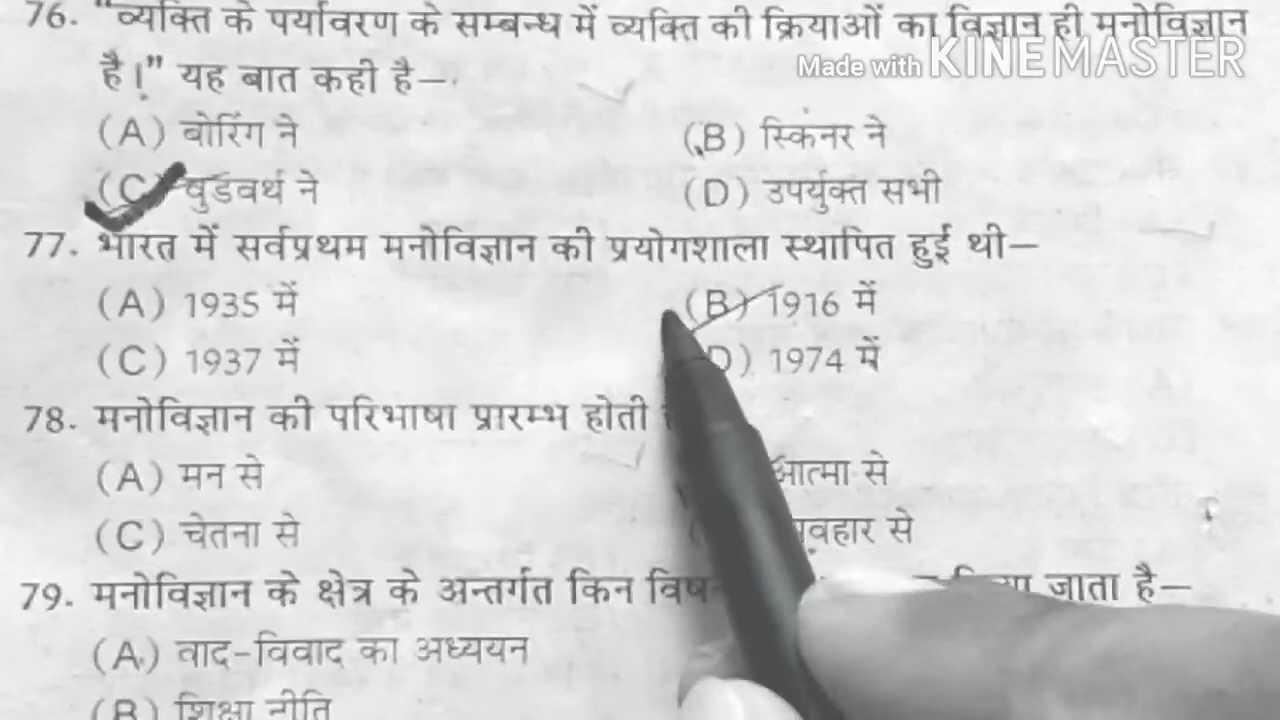 76. "व्यक्ति के पर्यावरण के सम्बन्ध में व्यक्ति की क्रियाओं का विज्ञान ही मनोविज्ञान
है।" यह बात कही है–
Made with KINEMASTER
(A) बोरिंग ने (B) स्किनर ने
(C) वुडवर्थ ने (D) उपर्युक्त सभी
77. भारत में सर्वप्रथम मनोविज्ञान की प्रयोगशाला स्थापित हुई थी–
(A) 1935 में (B) 1916 में
(C) 1937 में (D) 1974 में
78. मनोविज्ञान की परिभाषा प्रारम्भ होती
(A) मन से आत्मा से
(C) चेतना से से
79. मनोविज्ञान के क्षेत्र के अन्तर्गत किन जाता है–
(A) वाद-विवाद का अध्ययन
(B) शिक्षा नीति